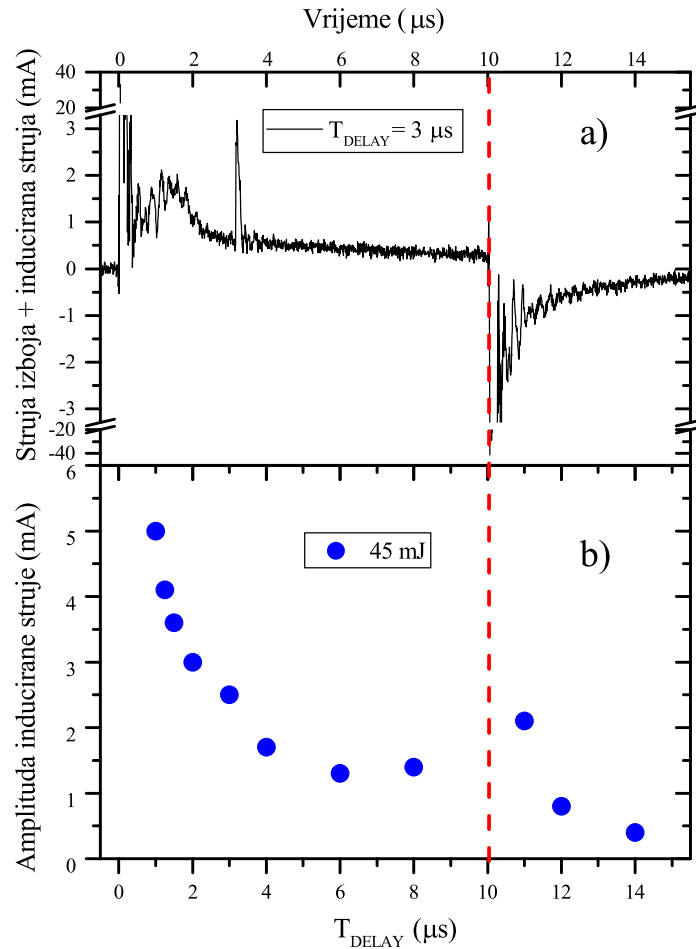 Vrijeme (μs)
0 2 4 6 8 10 12 14
Struja izboja + inducirana struja (mA)
40
20
3
2
1
0
-1
-2
-3
-20
-40
T_DELAY = 3 μs
a)
Amplituda inducirane struje (mA)
6
5
4
3
2
1
0
45 mJ
b)
0 2 4 6 8 10 12 14
T_DELAY (μs)